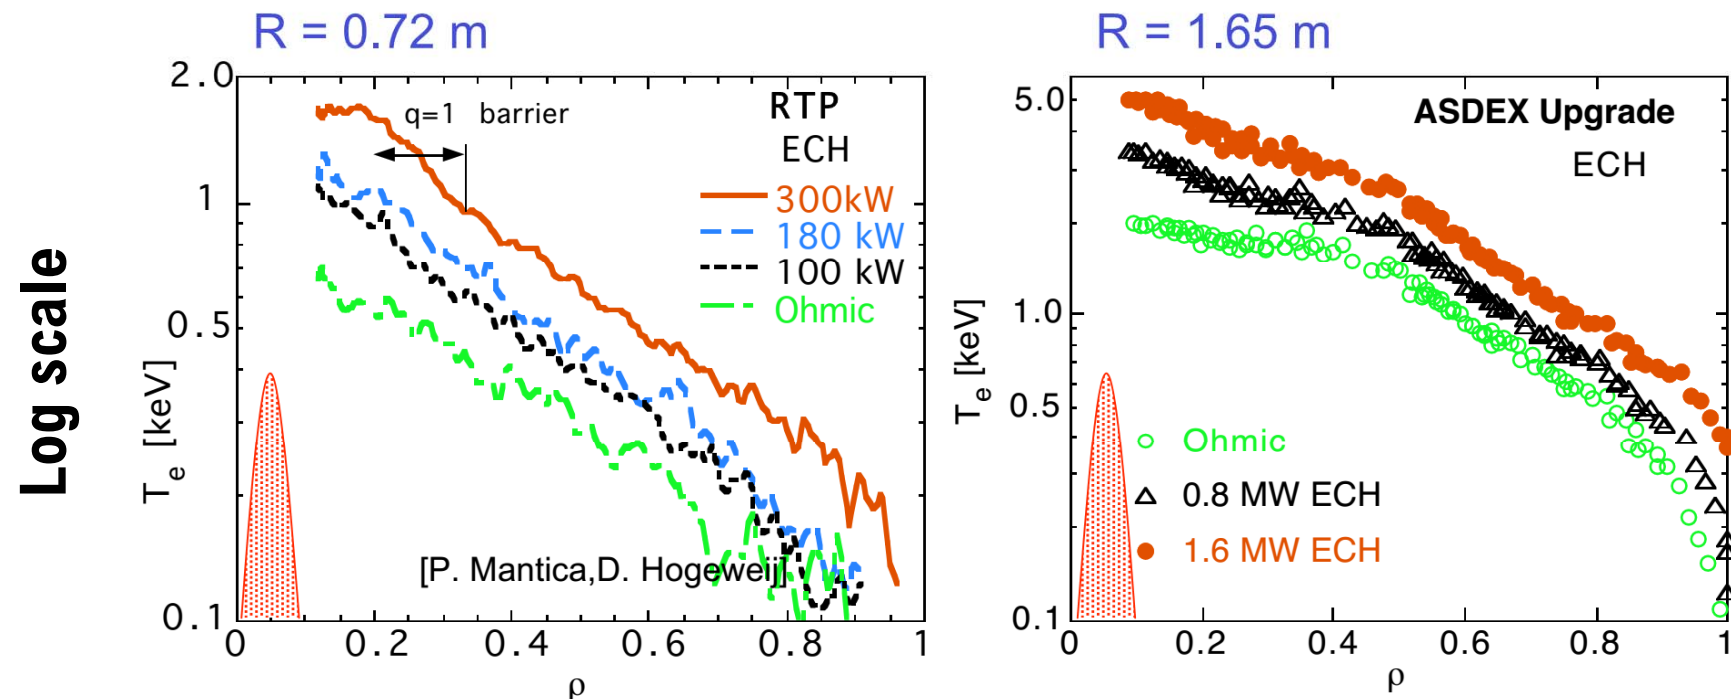 R = 0.72 m
R = 1.65 m
Log scale
2.0
1
0.5
0.1
T e [keV]
q=1 barrier
RTP
ECH
300kW
180 kW
100 kW
Ohmic
[P. Mantica,D. Hogeweij]
0 0.2 0.4 0.6 0.8 1
ρ
5.0
1.0
0.5
0.1
T e [keV]
ASDEX Upgrade
ECH
Ohmic
0.8 MW ECH
1.6 MW ECH
0 0.2 0.4 0.6 0.8 1
ρ